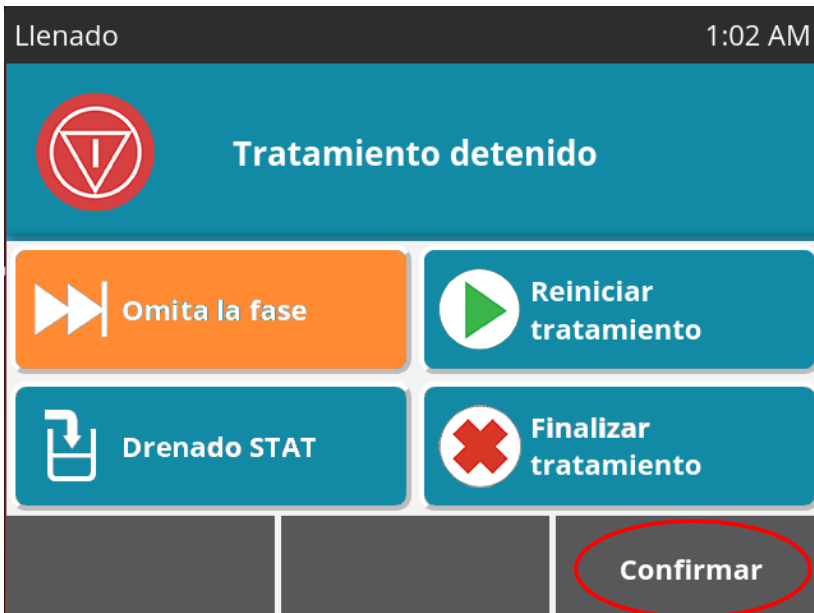 Llenado
1:02 AM
Tratamiento detenido
Omita la fase
Reiniciar
tratamiento
Drenado STAT
Finalizar
tratamiento
Confirmar